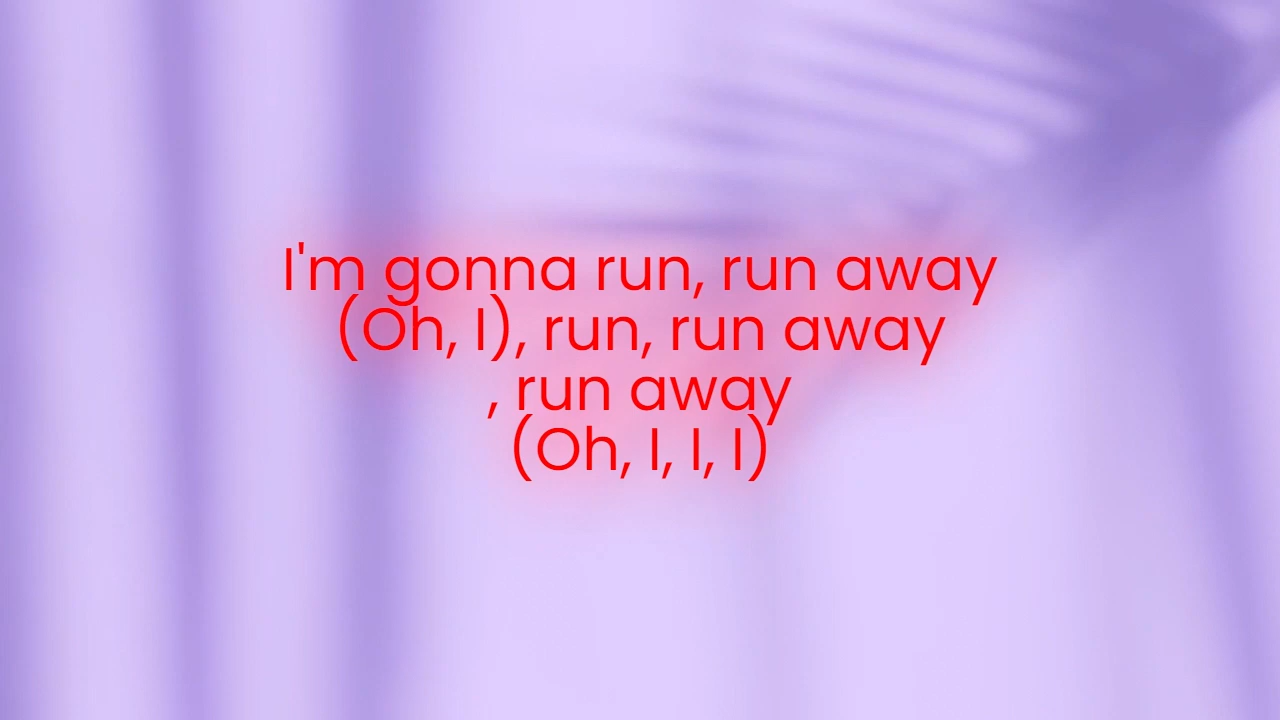 I'm gonna run, run away
(Oh, I), run, run away
, run away
(Oh, I, I, I)